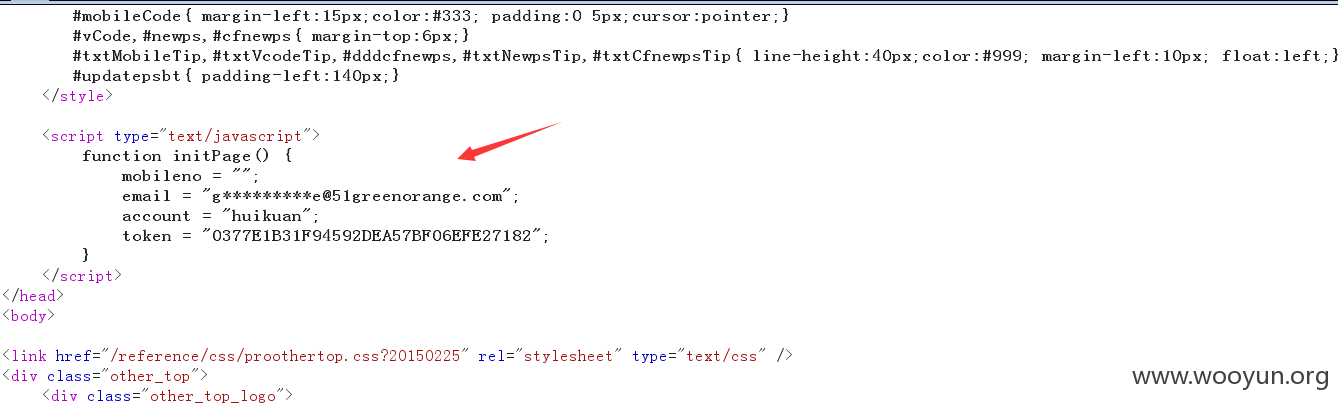 #mobileCode{ margin-left:15px;color:#333; padding:0 5px;cursor:pointer;}
#vCode,#newps,#cfnewps{ margin-top:6px;}
#txtMobileTip,#txtVcodeTip,#dddcfnewps,#txtNewpsTip,#txtCfnewpsTip{ line-height:40px;color:#999; margin-left:10px; float:left;}
#updatepsbt{ padding-left:140px;}
</style>
<script type="text/javascript">
function initPage() {
mobileno = "";
email = "g*********e@51greenorange.com";
account = "huikuan";
token = "0377E1B31F94592DEA57BF06EFE27182";
}
</script>
</head>
<body>
<link href="/reference/css/proothertop.css?20150225" rel="stylesheet" type="text/css" />
<div class="other_top">
<div class="other_top_logo">
www.wooyun.org